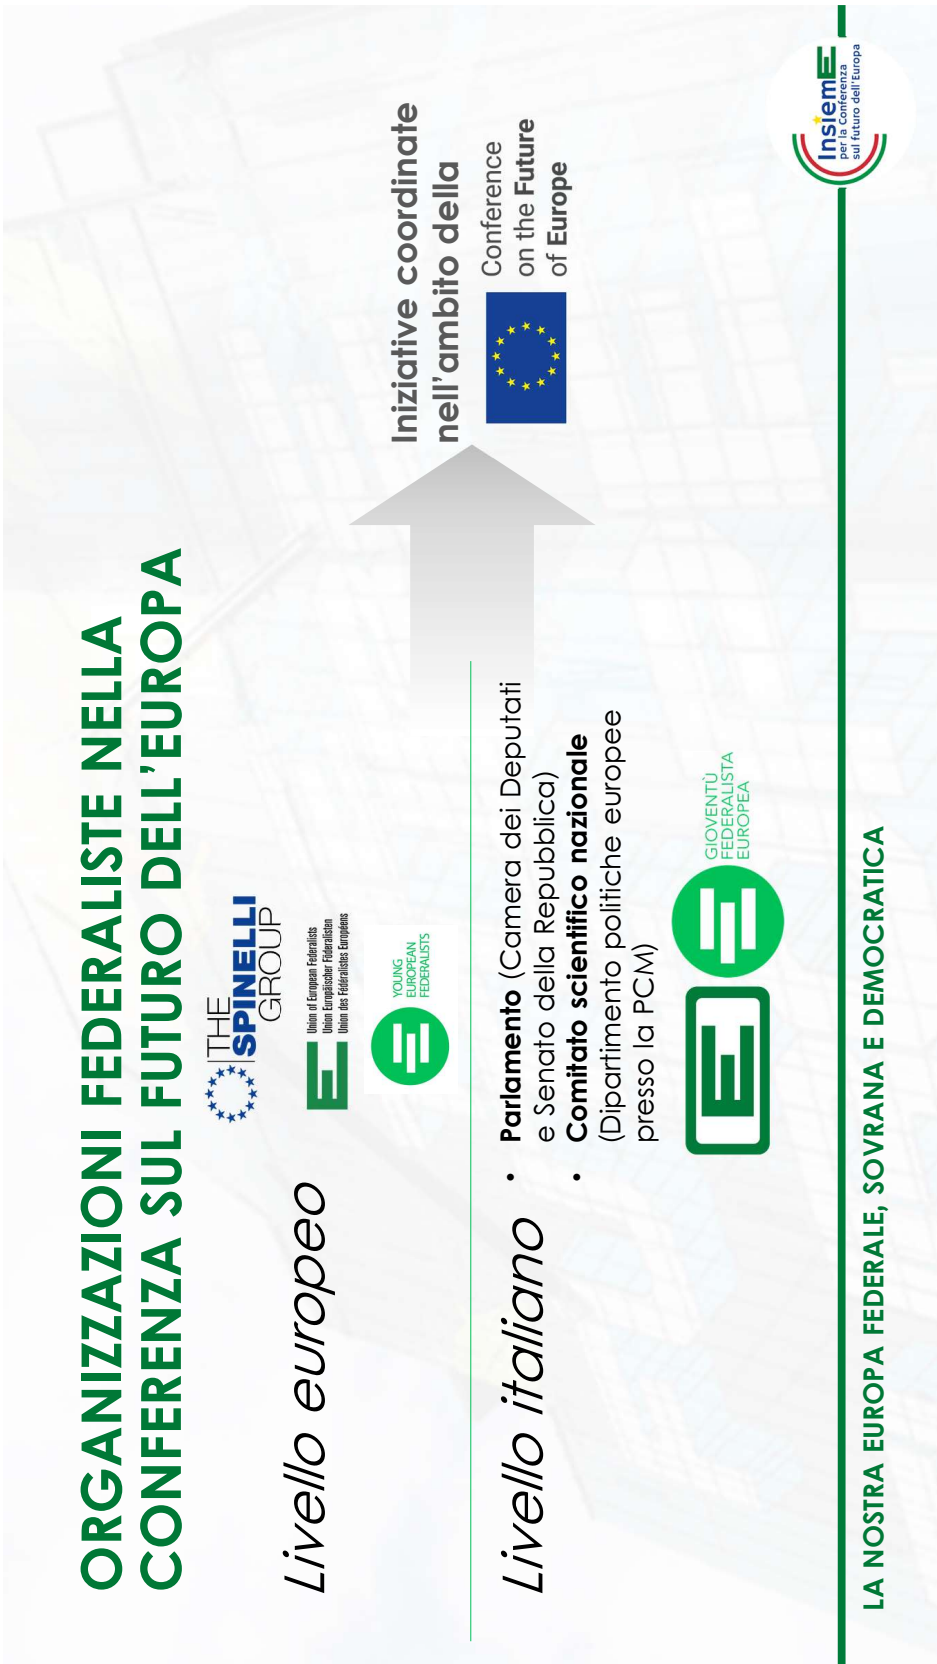 ORGANIZZAZIONI FEDERALISTE NELLA
CONFERENZA SUL FUTURO DELL'EUROPA
Livello europeo
THE
SPINELLI
GROUP
Union of European Federalists
Union Europäischer Föderalisten
Union des Fédéralistes Européens
YOUNG
EUROPEAN
FEDERALISTS
Iniziative coordinate
nell'ambito della
Conference
on the Future
of Europe
Livello italiano
• Parlamento (Camera dei Deputati
e Senato della Repubblica)
• Comitato scientifico nazionale
(Dipartimento politiche europee
presso la PCM)
E
GIOVENTÙ
FEDERALISTA
EUROPEA
InsiemE
per la Conferenza
sul futuro dell'Europa
LA NOSTRA EUROPA FEDERALE, SOVRANA E DEMOCRATICA